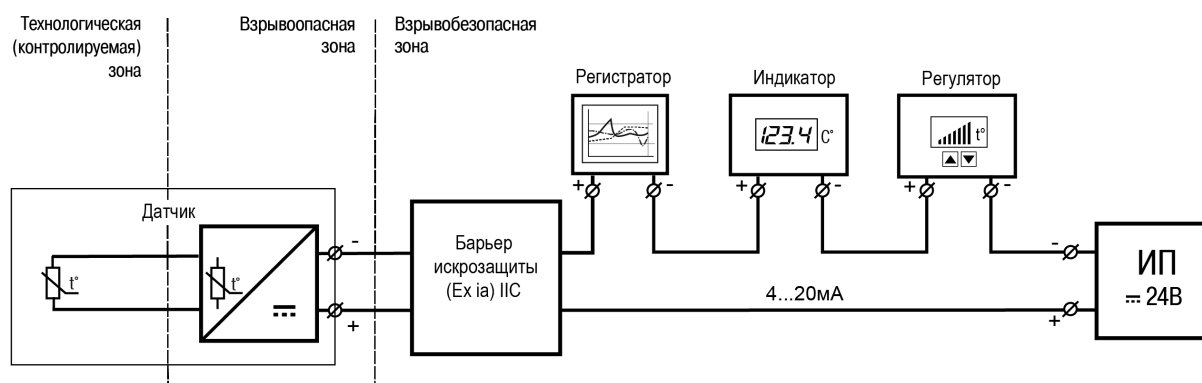 Технологическая
(контролируемая)
зона
Взрывоопасная
зона
Взрывобезопасная
зона
Регистратор
Индикатор
Регулятор
123.4 C°
t°
+ - + - + -
Датчик
t°
t°
-
+
Барьер
искрозащиты
(Ex ia) IIC
4...20мА
-
+
ИП
24В